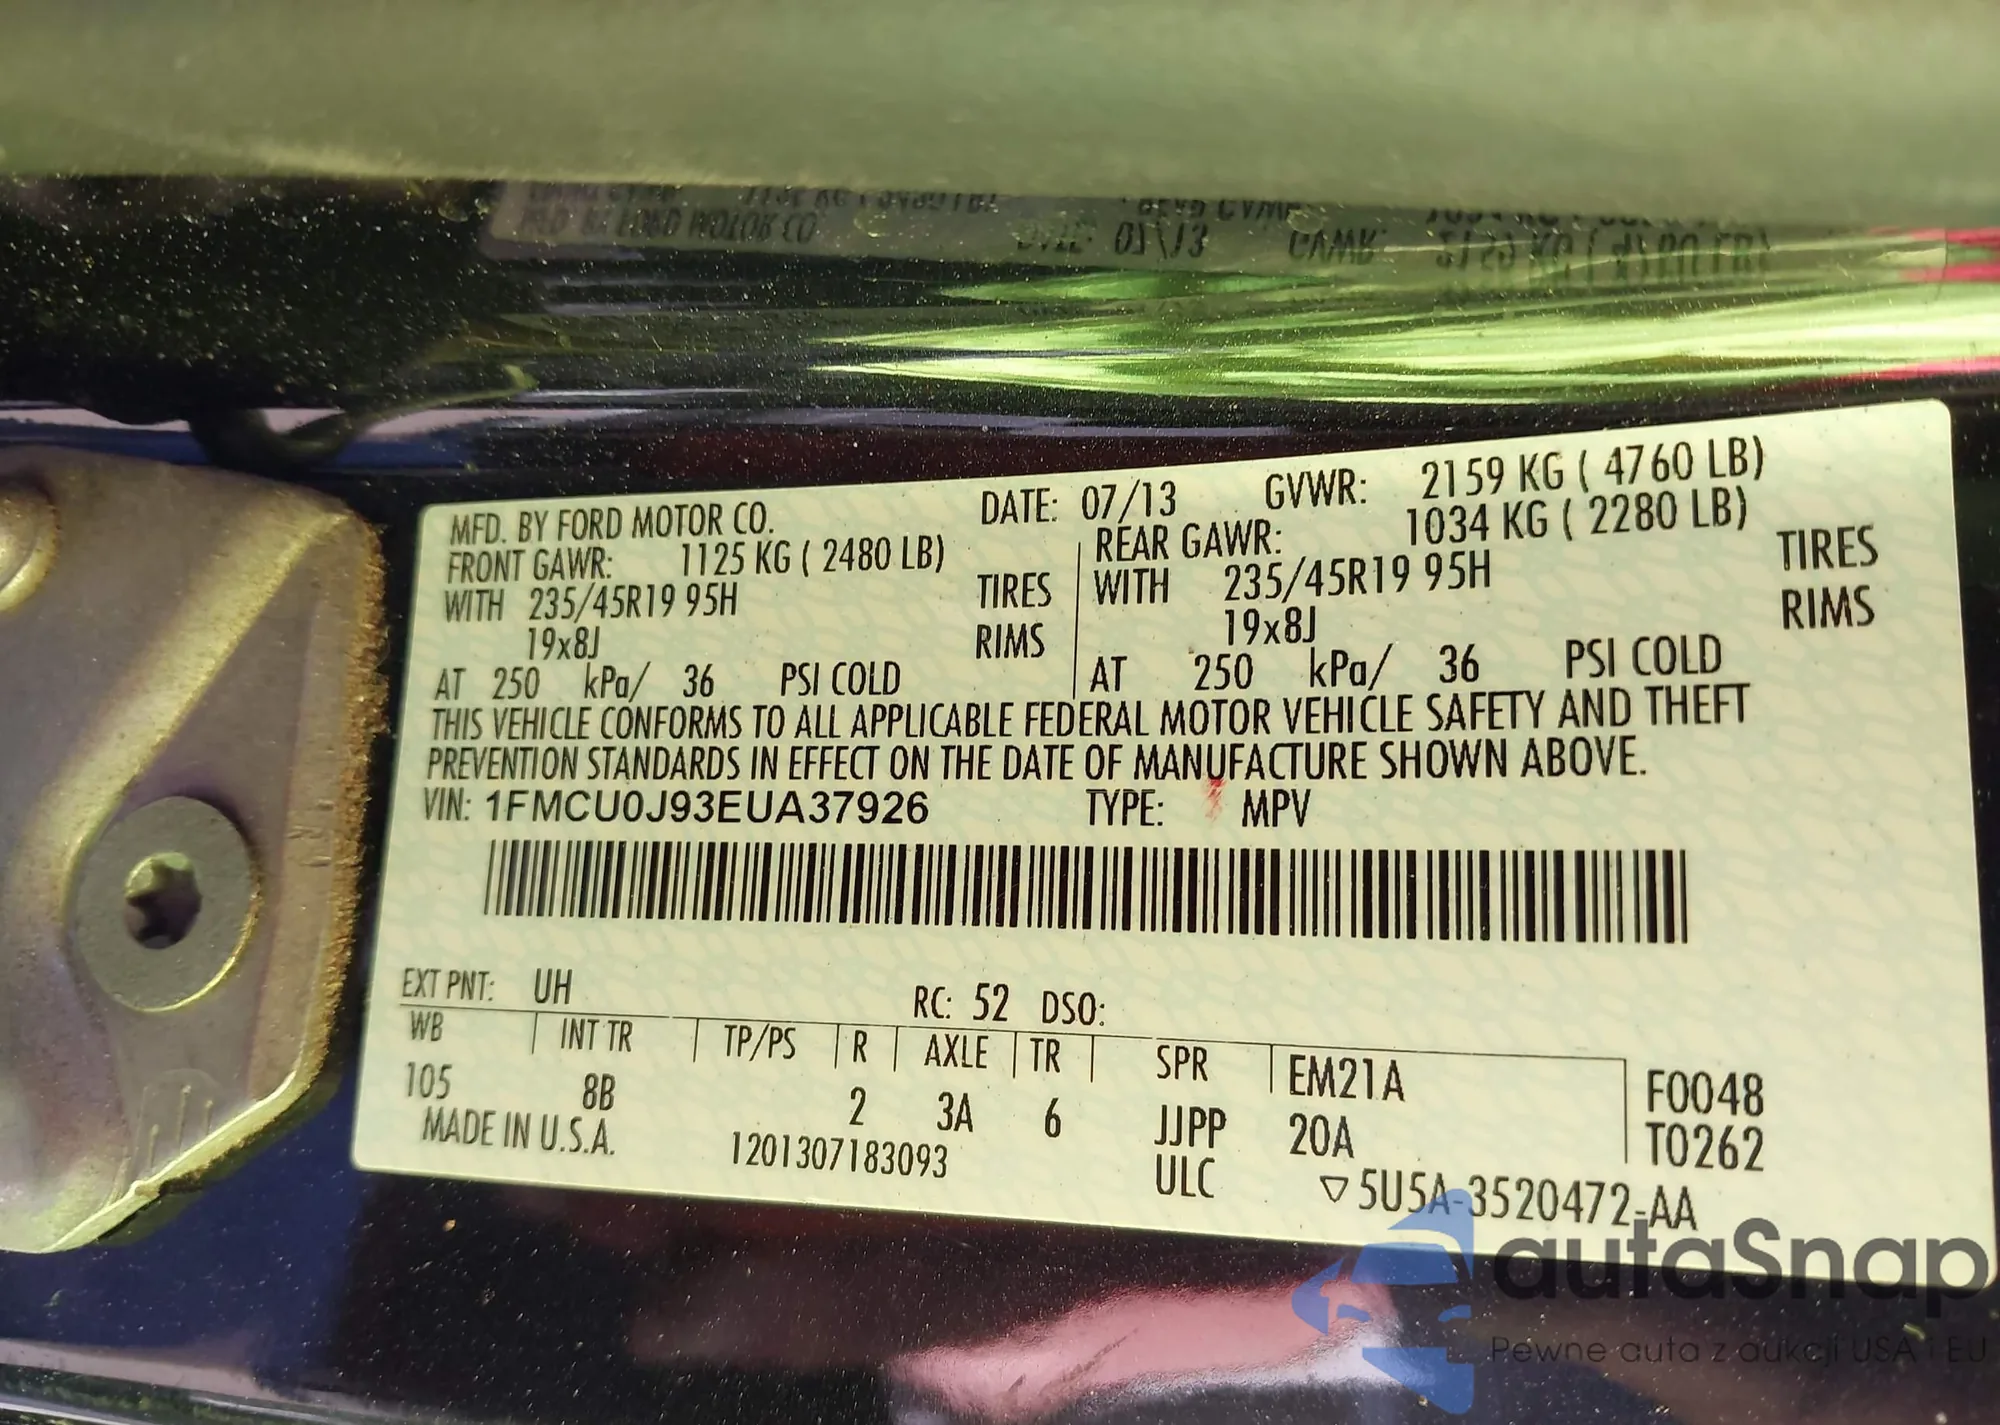 MFD. BY FORD MOTOR CO. DATE: 07/13 GVWR: 2159 KG ( 4760 LB)
FRONT GAWR: 1125 KG ( 2480 LB) REAR GAWR: 1034 KG ( 2280 LB)
WITH 235/45R19 95H TIRES WITH 235/45R19 95H TIRES
19x8J RIMS 19x8J RIMS
AT 250 kPa/ 36 PSI COLD AT 250 kPa/ 36 PSI COLD
THIS VEHICLE CONFORMS TO ALL APPLICABLE FEDERAL MOTOR VEHICLE SAFETY AND THEFT
PREVENTION STANDARDS IN EFFECT ON THE DATE OF MANUFACTURE SHOWN ABOVE.
VIN: 1FMCU0J93EUA37926 TYPE: MPV
EXT PNT: UH RC: 52 DSO:
WB INT TR TP/PS R AXLE TR SPR EM21A F0048
105 8B 2 3A 6 JJPP 20A T0262
MADE IN U.S.A. 1201307183093 ULC ▽5U5A-3520472-AA
autaSnap
Pewne auta z aukcji USA i EU